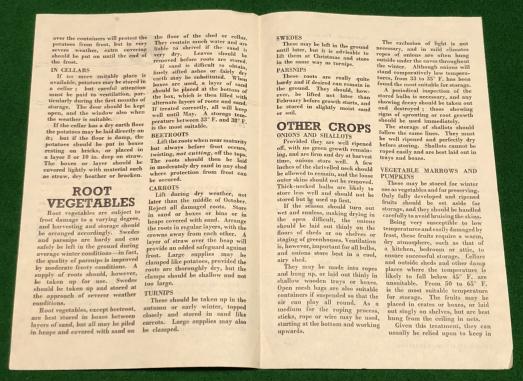 over the containers will protect the
potatoes from frost, but in very
severe weather, extra covering
should be put on until the end of
the frost.
IN CELLARS
If no more suitable place is
available, potatoes may be stored in
a cellar; but careful attention
must be paid to ventilation, par-
ticularly during the first months of
storage. The door should be kept
open, and the window also when
the weather is suitable.
If the cellar has a dry earth floor
the potatoes may be laid directly on
it; but if the floor is damp, the
potatoes should be put in boxes
resting on bricks, or placed on
a layer 8 or 10 in. deep on straw.
The boxes or layer should be
covered lightly with material such
as straw, dry heather or bracken.
ROOT
VEGETABLES
Root vegetables are subject to
frost damage to a varying degree,
and harvesting and storage should
be arranged accordingly. Swedes
and parsnips are hardy and can
safely be left in the ground during
average winter conditions—in fact,
the quality of parsnips is improved
by moderate frosty conditions. A
supply of roots should, however,
be taken up for use. Swedes
should be taken up and stored at
the approach of severe weather
conditions.
Root vegetables, except beetroot,
are best stored in boxes between
layers of sand, but all may be piled
in heaps and covered with sand on
the floor of the shed or cellar.
They contain much water and are
liable to shrivel if the sand is
very dry. Leaves should be
removed before roots are stored.
If sand is difficult to obtain,
finely sifted ashes or fairly dry
earth may be substituted. When
boxes are used, a layer of sand
should be placed at the bottom of
the box, which is then filled with
alternate layers of roots and sand.
If treated correctly, all will keep
well until May. A storage tem-
perature between 33° F. and 38° F.
is the most suitable.
BEETROOTS
Lift the roots when near maturity
but always before frost occurs,
twisting, not cutting, off the tops.
The roots should then be laid
in moderately dry sand in any shed
where protection from frost can
be secured.
CARROTS
Lift during dry weather, not
later than the middle of October.
Reject all damaged roots. Store
in sand or boxes or bins or in
heaps covered with sand. Arrange
the roots in regular layers, with the
crowns away from each other. A
layer of straw over the heap will
provide an added safeguard against
frost. Large supplies may be
clamped like potatoes, provided the
roots are thoroughly dry, but the
clamps should be shallow and not
too large.
TURNIPS
These should be taken up in the
autumn or early winter, topped
closely and stored in sand like
carrots. Large supplies may also
be clamped.
SWEDES
These may be left in the ground
until later, but it is advisable to
lift them at Christmas and store
in the same way as turnips.
PARSNIPS
These roots are really quite
hardy and if desired can remain in
the ground. They should, how-
ever, be lifted not later than
February before growth starts, and
be stored in slightly moist sand
or soil.
OTHER CROPS
ONIONS AND SHALLOTS
Provided they are well ripened
off, with no green growth remain-
ing, and are firm and dry at harvest
time, onions store well. A few
inches of the shrivelled neck should
be allowed to remain, and the loose
outer skins should not be removed.
Thick-necked bulbs are likely to
store less well and should not be
stored but be used up first.
If the season should turn out
wet and sunless, making drying in
the open difficult, the onions
should be laid out thinly on the
floors of sheds or on shelves or
staging of greenhouses. Ventilation
is, however, important for all bulbs,
and onions store best in a cool,
airy shed.
They may be made into ropes
and hung up, or laid out thinly in
shallow wooden trays or boxes.
Open mesh bags are also suitable
containers if suspended so that the
air can play all round. As a
medium for the roping process,
sticks, rope or wire may be used,
starting at the bottom and working
upwards.
The exclusion of light is not
necessary, and in mild climates
ropes of onions are often hung
outside under the eaves throughout
the winter. Although onions will
stand comparatively low tempera-
tures, from 33 to 35° F. has been
found the most suitable for storage.
A periodical inspection of the
stored bulbs is necessary, and any
showing decay should be taken out
and destroyed; those showing
signs of sprouting or root growth
should be used immediately.
The storage of shallots should
follow the same lines. They must
be well ripened and perfectly dry
before storing. Shallots cannot be
roped easily and are best laid out in
trays and boxes.
VEGETABLE MARROWS AND
PUMPKINS
These may be stored for winter
use as vegetables and for preserving.
Only fully developed and ripened
fruits should be set aside for
storage, and they should be handled
carefully to avoid bruising the skins.
Being very susceptible to low
temperatures and easily damaged by
frost, these fruits require a warm,
dry atmosphere, such as that of
a kitchen, bedroom or attic, to
ensure successful storage. Cellars
and outside sheds and other damp
places where the temperature is
likely to fall below 45° F. are
unsuitable. From 50 to 65° F.
is the most suitable temperature
for storage. The fruits may be
placed in crates or boxes, or laid
out singly on shelves, but are best
hung from the ceiling in nets.
Given this treatment, they can
usually be relied upon to keep in